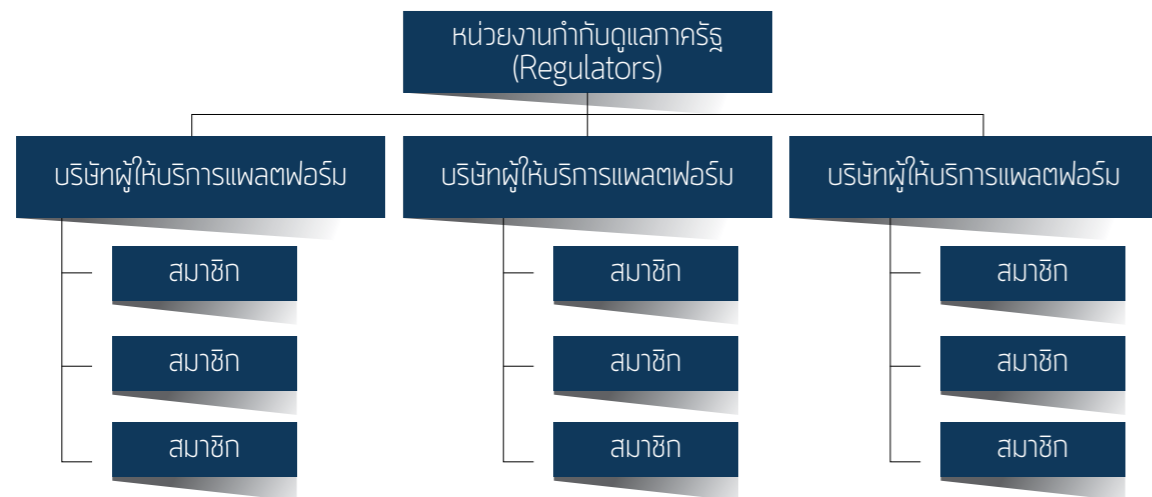 หน่วยงานกำกับดูแลภาครัฐ
(Regulators)
บริษัทผู้ให้บริการแพลตฟอร์ม
บริษัทผู้ให้บริการแพลตฟอร์ม
บริษัทผู้ให้บริการแพลตฟอร์ม
สมาชิก
สมาชิก
สมาชิก
สมาชิก
สมาชิก
สมาชิก
สมาชิก
สมาชิก
สมาชิก